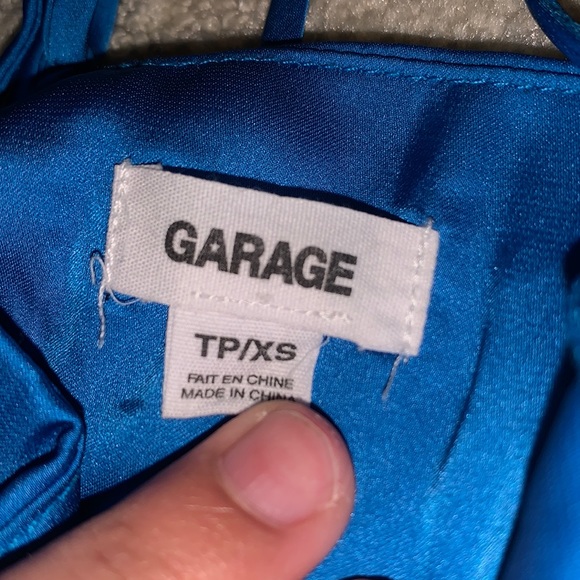 GARAGE
TP/XS
FAIT EN CHINE
MADE IN CHINA